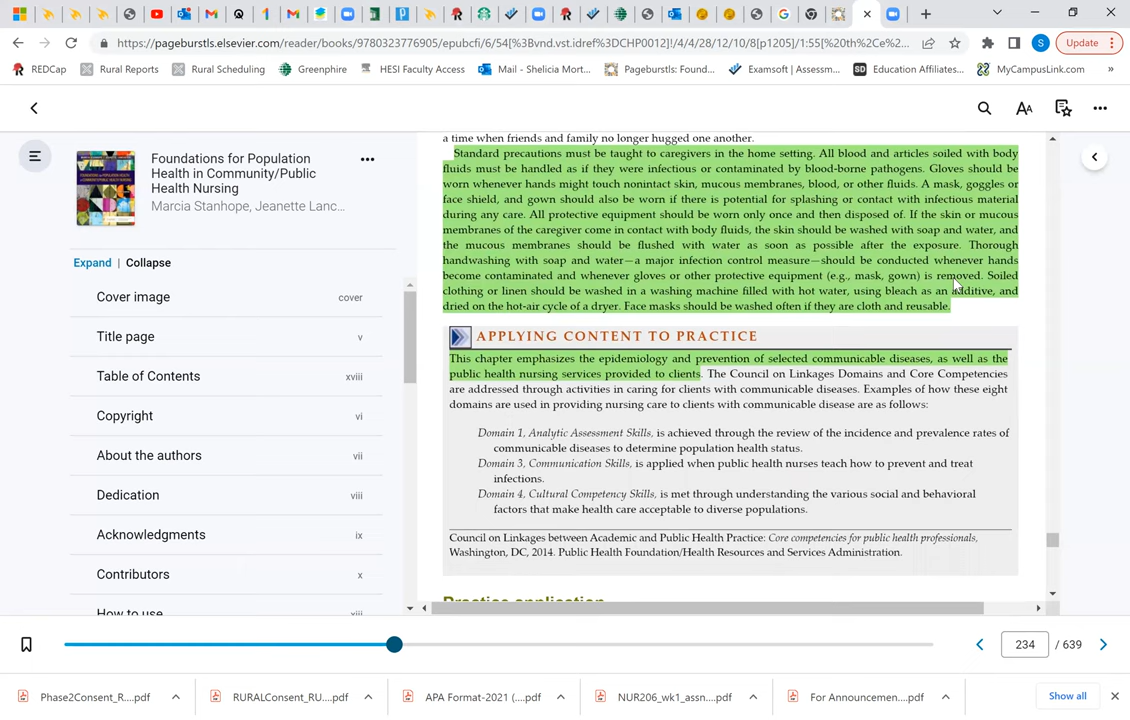 https://pageburstls.elsevier.com/reader/books/9780323776905/epubcfi/6/54[%3Bvnd.vst.idref%3DCHP0012]!/4/4/28/12/10/8[p1205]/1:55[%20th%2Ce%2...
S
Update
REDCap
Rural Reports
Rural Scheduling
Greenphire
HESI Faculty Access
Mail - Shelicia Mort...
Pageburstls: Found...
Examsoft | Assessm...
SD
Education Affiliates...
MyCampusLink.com
»
Foundations for Population
Health in Community/Public
Health Nursing
Marcia Stanhope, Jeanette Lanc...
Expand | Collapse
Cover image cover
Title page v
Table of Contents xviii
Copyright vi
About the authors vii
Dedication viii
Acknowledgments ix
Contributors x
How to use xiii
a time when friends and family no longer hugged one another.
Standard precautions must be taught to caregivers in the home setting. All blood and articles soiled with body
fluids must be handled as if they were infectious or contaminated by blood-borne pathogens. Gloves should be
worn whenever hands might touch nonintact skin, mucous membranes, blood, or other fluids. A mask, goggles or
face shield, and gown should also be worn if there is potential for splashing or contact with infectious material
during any care. All protective equipment should be worn only once and then disposed of. If the skin or mucous
membranes of the caregiver come in contact with body fluids, the skin should be washed with soap and water, and
the mucous membranes should be flushed with water as soon as possible after the exposure. Thorough
handwashing with soap and water—a major infection control measure—should be conducted whenever hands
become contaminated and whenever gloves or other protective equipment (e.g., mask, gown) is removed. Soiled
clothing or linen should be washed in a washing machine filled with hot water, using bleach as an additive, and
dried on the hot-air cycle of a dryer. Face masks should be washed often if they are cloth and reusable.
APPLYING CONTENT TO PRACTICE
This chapter emphasizes the epidemiology and prevention of selected communicable diseases, as well as the
public health nursing services provided to clients. The Council on Linkages Domains and Core Competencies
are addressed through activities in caring for clients with communicable diseases. Examples of how these eight
domains are used in providing nursing care to clients with communicable disease are as follows:
Domain 1, Analytic Assessment Skills, is achieved through the review of the incidence and prevalence rates of
communicable diseases to determine population health status.
Domain 3, Communication Skills, is applied when public health nurses teach how to prevent and treat
infections.
Domain 4, Cultural Competency Skills, is met through understanding the various social and behavioral
factors that make health care acceptable to diverse populations.
Council on Linkages between Academic and Public Health Practice: Core competencies for public health professionals,
Washington, DC, 2014. Public Health Foundation/Health Resources and Services Administration.
Practice application
234 / 639
Phase2Consent_R....pdf
RURALConsent_RU....pdf
APA Format-2021 (....pdf
NUR206_wk1_assn....pdf
For Announcemen....pdf
Show all